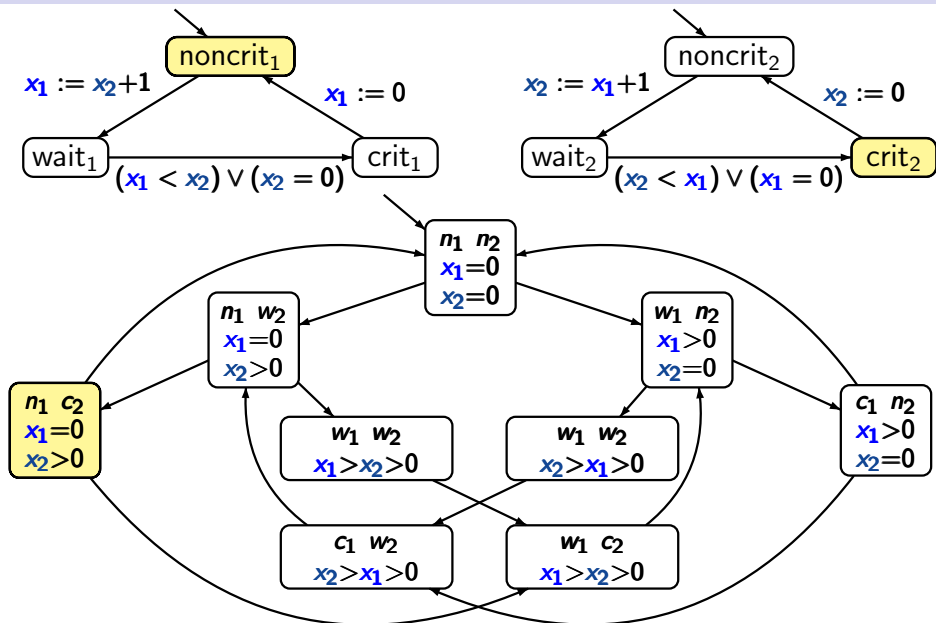 noncrit₁
x₁ := x₂+1
x₁ := 0
wait₁
crit₁
(x₁ < x₂) ∨ (x₂ = 0)
noncrit₂
x₂ := x₁+1
x₂ := 0
wait₂
crit₂
(x₂ < x₁) ∨ (x₁ = 0)
n₁ n₂
x₁=0
x₂=0
n₁ w₂
x₁=0
x₂>0
w₁ n₂
x₁>0
x₂=0
n₁ c₂
x₁=0
x₂>0
w₁ w₂
x₁>x₂>0
w₁ w₂
x₂>x₁>0
c₁ n₂
x₁>0
x₂=0
c₁ w₂
x₂>x₁>0
w₁ c₂
x₁>x₂>0